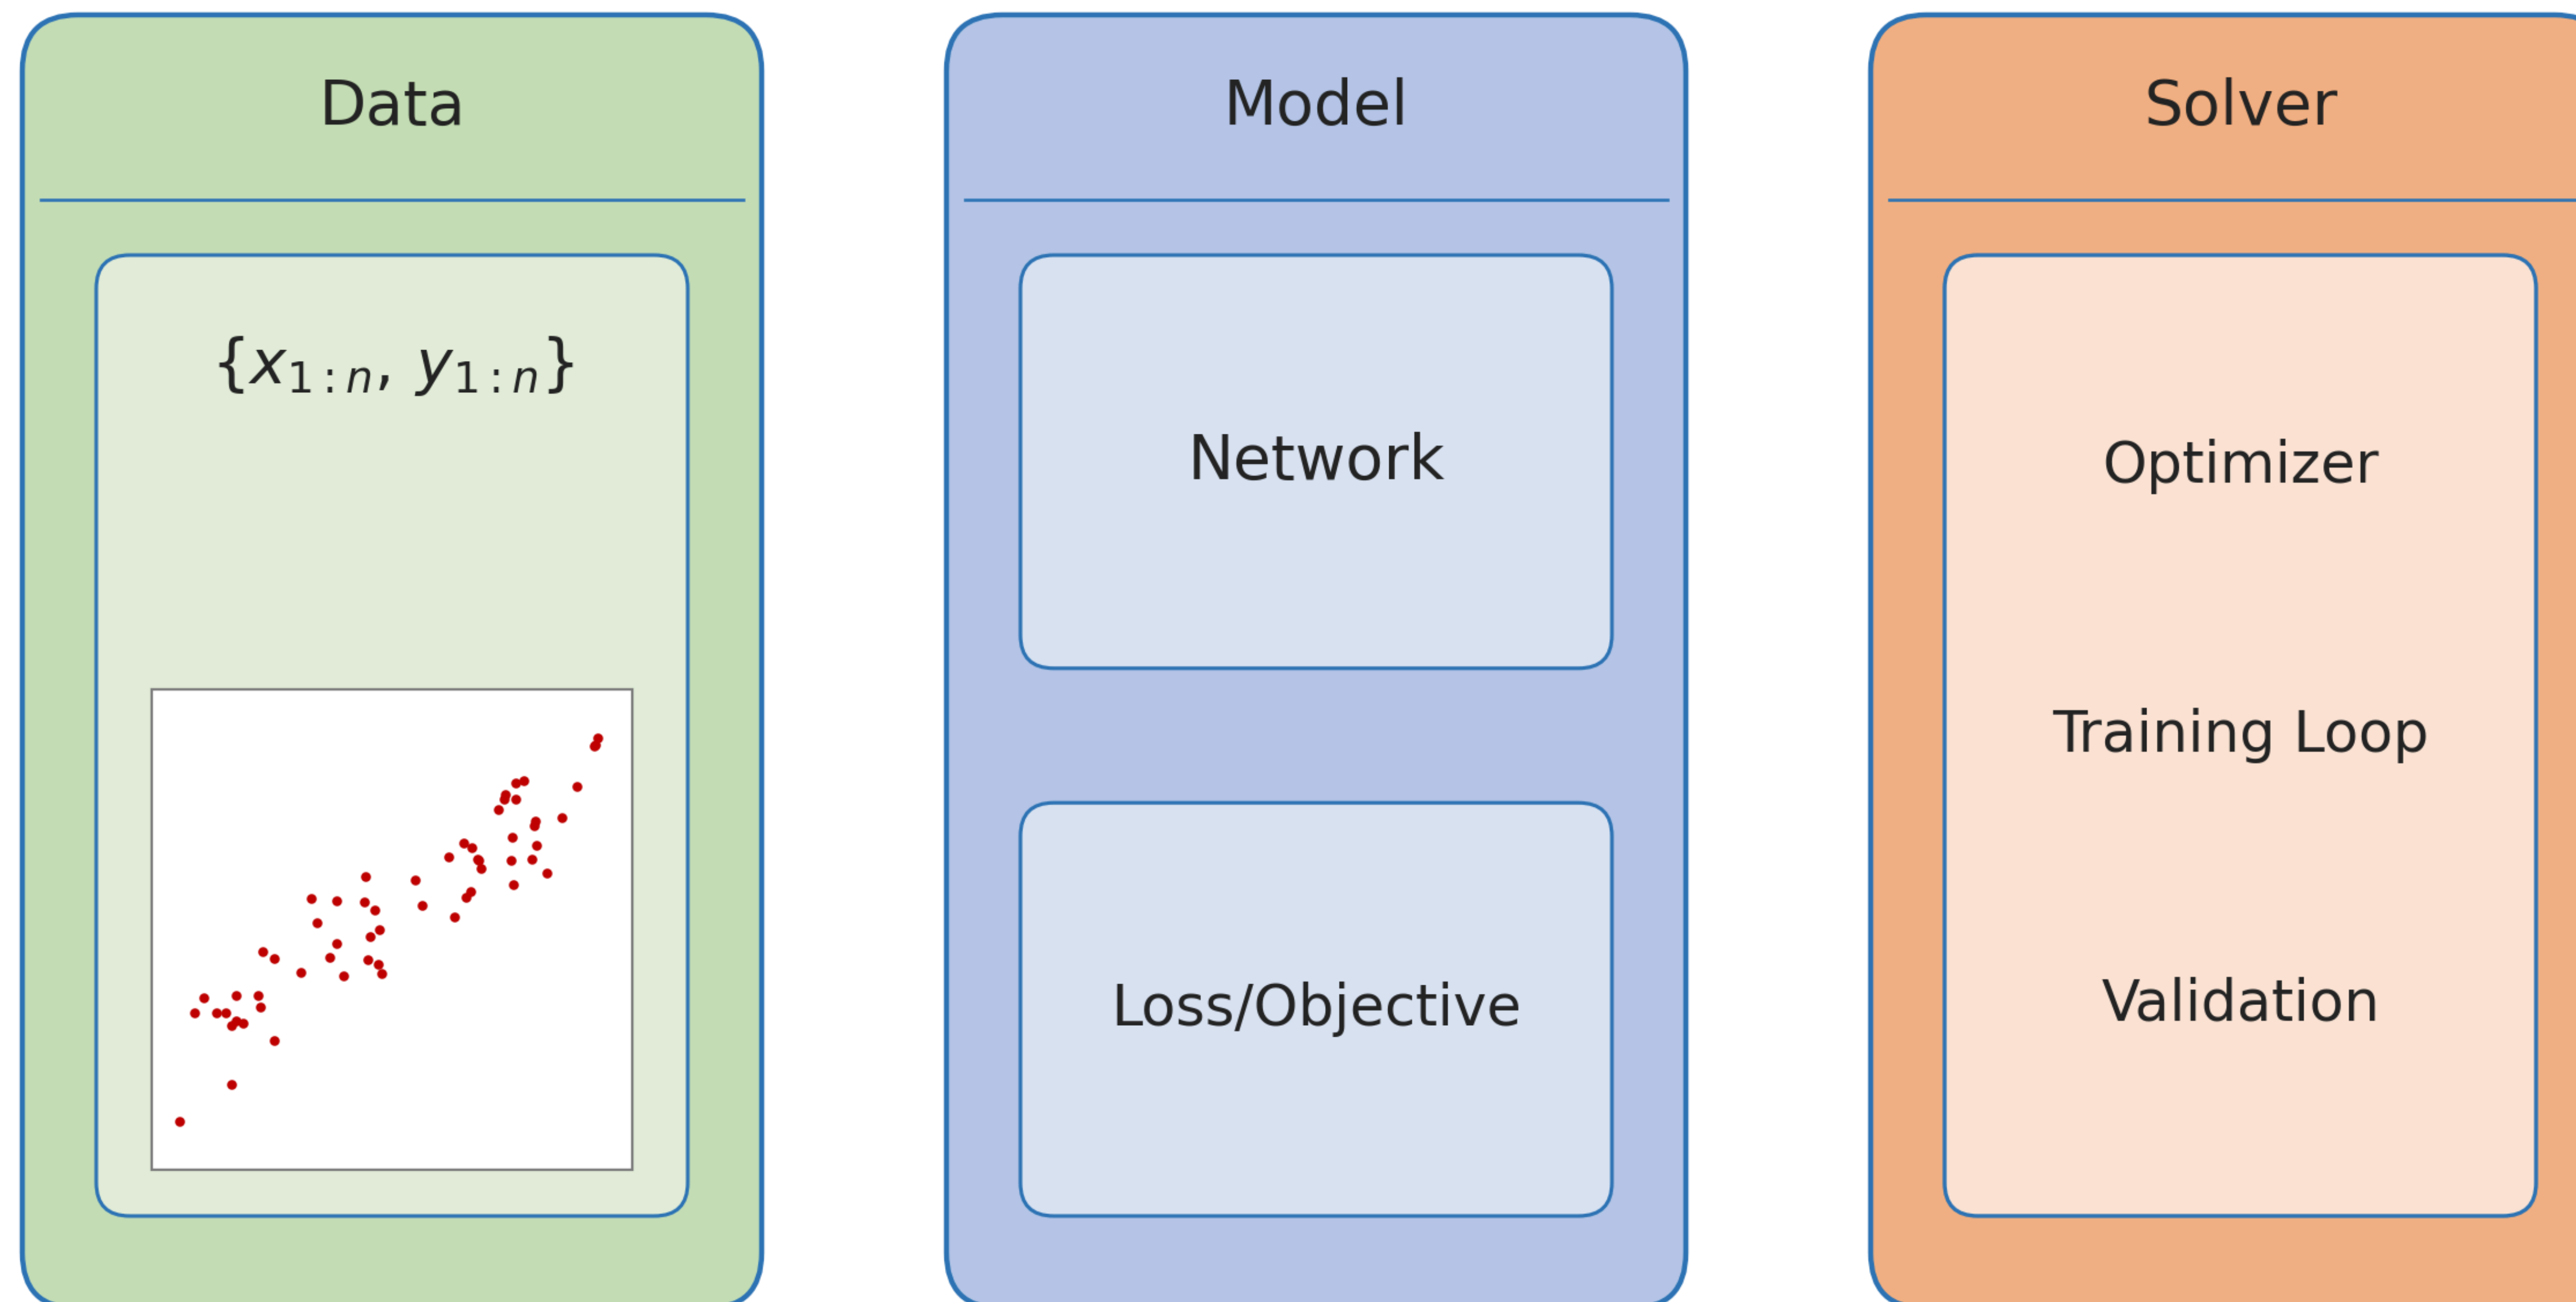 Data
{x1:n, y1:n}
Model
Network
Loss/Objective
Solver
Optimizer
Training Loop
Validation